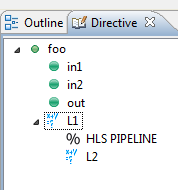 Outline Directive
foo
in1
in2
out
L1
% HLS PIPELINE
L2